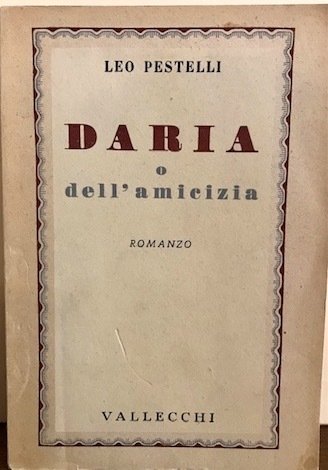 LEO PESTELLI
DARIA
o
dell'amicizia
ROMANZO
VALLECCHI